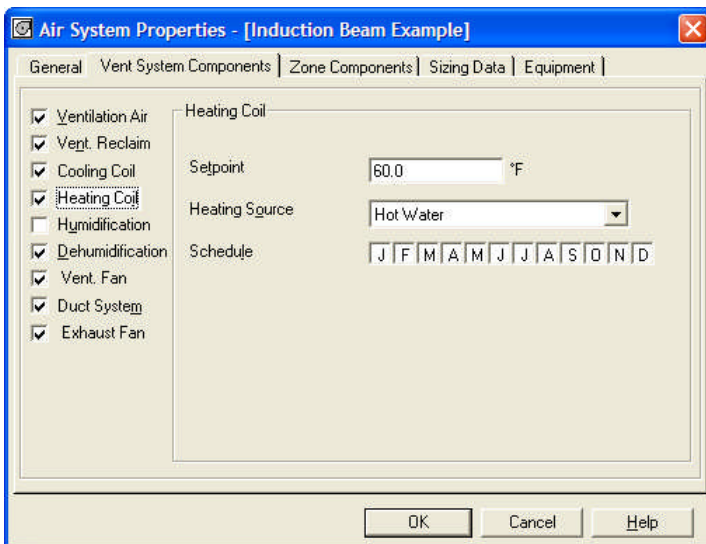 Air System Properties - [Induction Beam Example]
General Vent System Components Zone Components Sizing Data Equipment
Ventilation Air
Vent. Reclaim
Cooling Coil
Heating Coil
Humidification
Dehumidification
Vent. Fan
Duct System
Exhaust Fan
Heating Coil
Setpoint 60.0 °F
Heating Source Hot Water
Schedule J F M A M J J A S O N D
OK Cancel Help